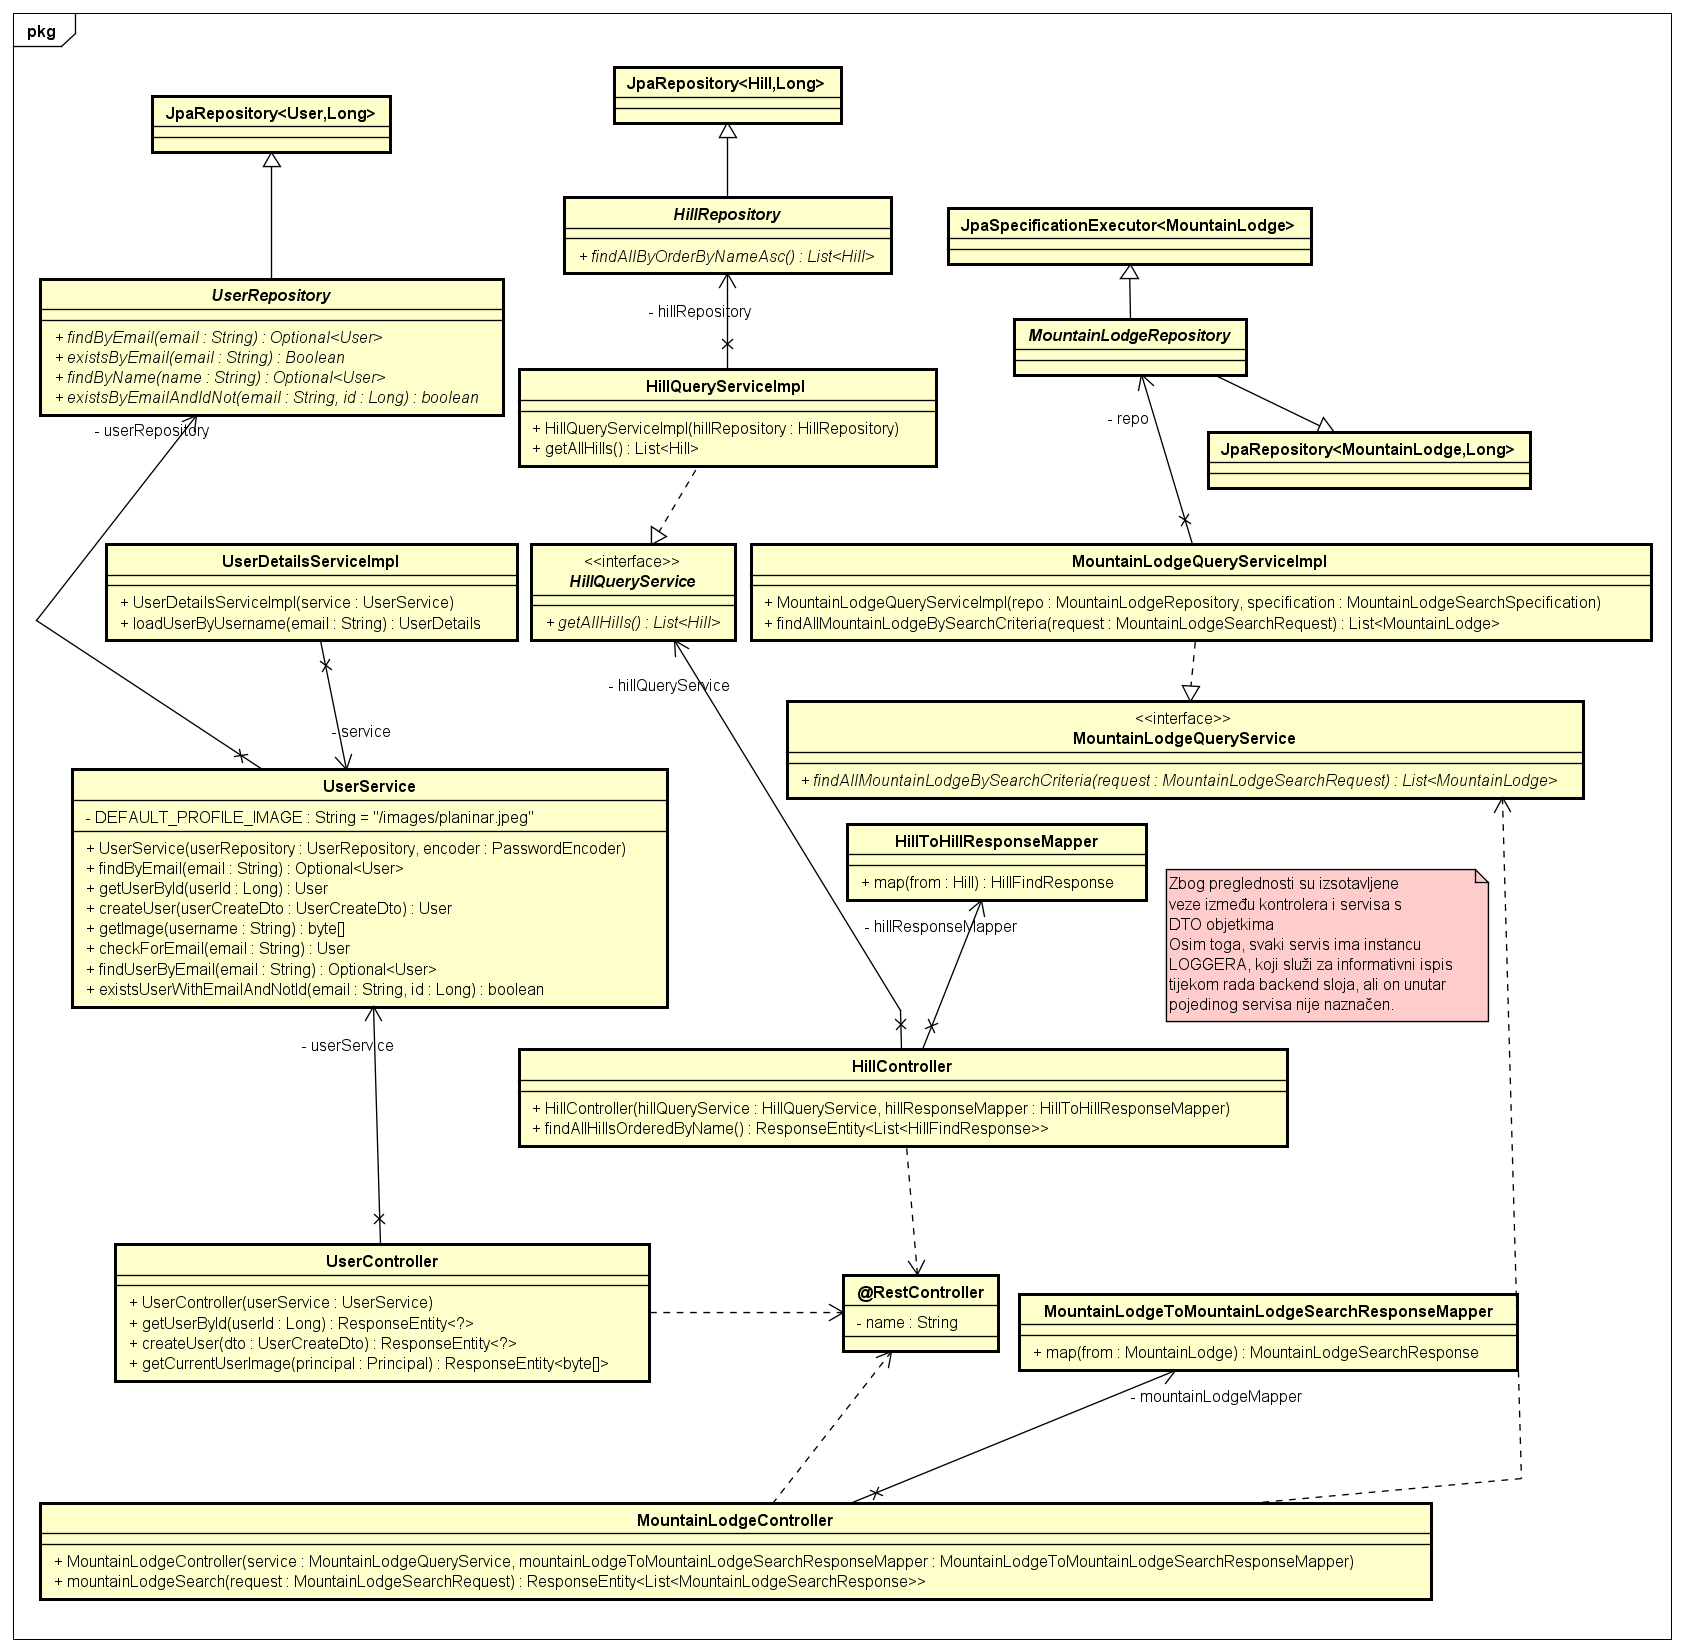 pkg
JpaRepository<Hill,Long>
JpaRepository<User,Long>
HillRepository
+ findAllByOrderByNameAsc() : List<Hill>
JpaSpecificationExecutor<MountainLodge>
UserRepository
+ findByEmail(email : String) : Optional<User>
+ existsByEmail(email : String) : Boolean
+ findByName(name : String) : Optional<User>
+ existsByEmailAndIdNot(email : String, id : Long) : boolean
- hillRepository
MountainLodgeRepository
HillQueryServiceImpl
+ HillQueryServiceImpl(hillRepository : HillRepository)
+ getAllHills() : List<Hill>
- repo
- userRepository
JpaRepository<MountainLodge,Long>
UserDetailsServiceImpl
+ UserDetailsServiceImpl(service : UserService)
+ loadUserByUsername(email : String) : UserDetails
<<interface>>
HillQueryService
+ getAllHills() : List<Hill>
MountainLodgeQueryServiceImpl
+ MountainLodgeQueryServiceImpl(repo : MountainLodgeRepository, specification : MountainLodgeSearchSpecification)
+ findAllMountainLodgeBySearchCriteria(request : MountainLodgeSearchRequest) : List<MountainLodge>
- hillQueryService
- service
<<interface>>
MountainLodgeQueryService
+ findAllMountainLodgeBySearchCriteria(request : MountainLodgeSearchRequest) : List<MountainLodge>
UserService
- DEFAULT_PROFILE_IMAGE : String = "/images/planinar.jpeg"
+ UserService(userRepository : UserRepository, encoder : PasswordEncoder)
+ findByEmail(email : String) : Optional<User>
+ getUserById(userId : Long) : User
+ createUser(userCreateDto : UserCreateDto) : User
+ getImage(username : String) : byte[]
+ checkForEmail(email : String) : User
+ findUserByEmail(email : String) : Optional<User>
+ existsUserWithEmailAndNotId(email : String, id : Long) : boolean
HillToHillResponseMapper
+ map(from : Hill) : HillFindResponse
- hillResponseMapper
Zbog preglednosti su izsotavljene
veze između kontrolera i servisa s
DTO objetkima
Osim toga, svaki servis ima instancu
LOGGERA, koji služi za informativni ispis
tijekom rada backend sloja, ali on unutar
pojedinog servisa nije naznačen.
- userService
HillController
+ HillController(hillQueryService : HillQueryService, hillResponseMapper : HillToHillResponseMapper)
+ findAllHillsOrderedByName() : ResponseEntity<List<HillFindResponse>>
UserController
+ UserController(userService : UserService)
+ getUserById(userId : Long) : ResponseEntity<?>
+ createUser(dto : UserCreateDto) : ResponseEntity<?>
+ getCurrentUserImage(principal : Principal) : ResponseEntity<byte[]>
@RestController
- name : String
MountainLodgeToMountainLodgeSearchResponseMapper
+ map(from : MountainLodge) : MountainLodgeSearchResponse
- mountainLodgeMapper
MountainLodgeController
+ MountainLodgeController(service : MountainLodgeQueryService, mountainLodgeToMountainLodgeSearchResponseMapper : MountainLodgeToMountainLodgeSearchResponseMapper)
+ mountainLodgeSearch(request : MountainLodgeSearchRequest) : ResponseEntity<List<MountainLodgeSearchResponse>>